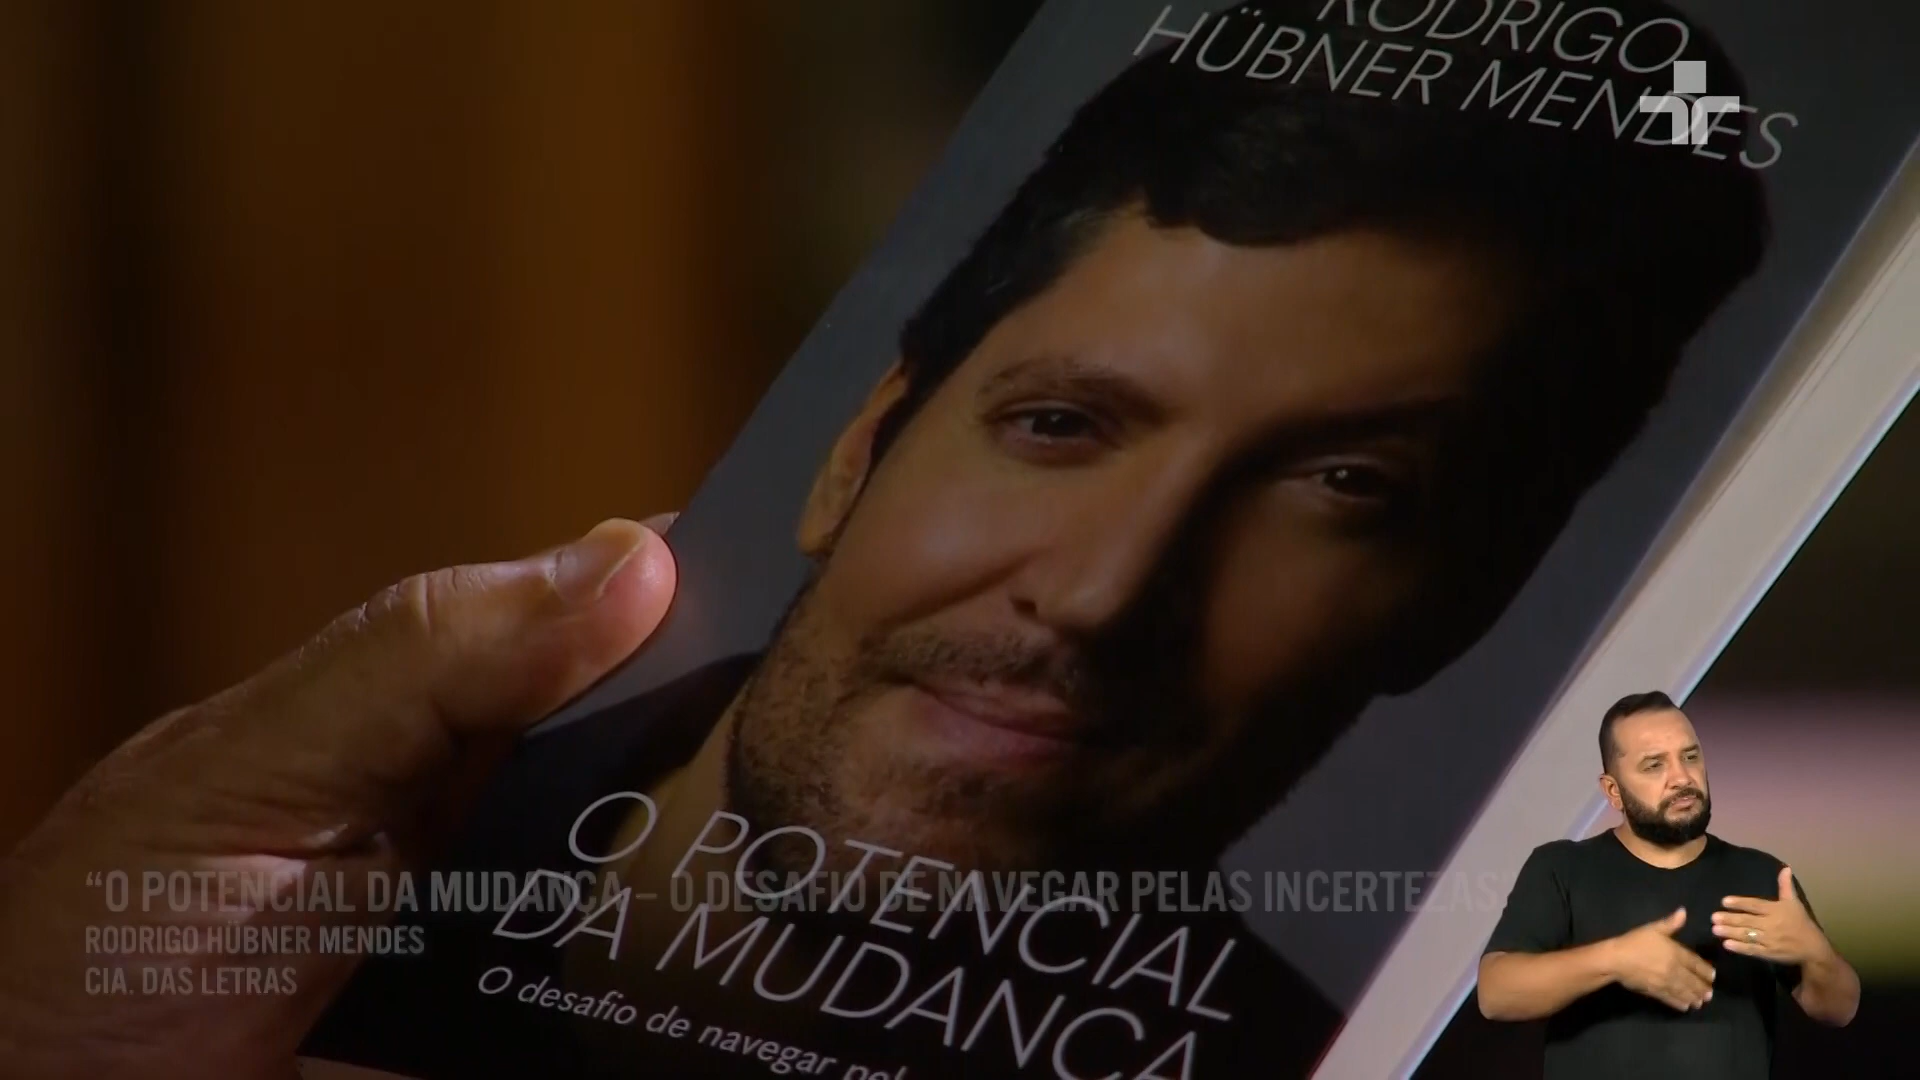 RODRIGO
HÜBNER MENDES
O POTENCIAL
DA MUDANÇA
O desafio de navegar
“O POTENCIAL DA MUDANÇA – O DESAFIO DE NAVEGAR PELAS INCERTEZAS”
RODRIGO HÜBNER MENDES
CIA. DAS LETRAS